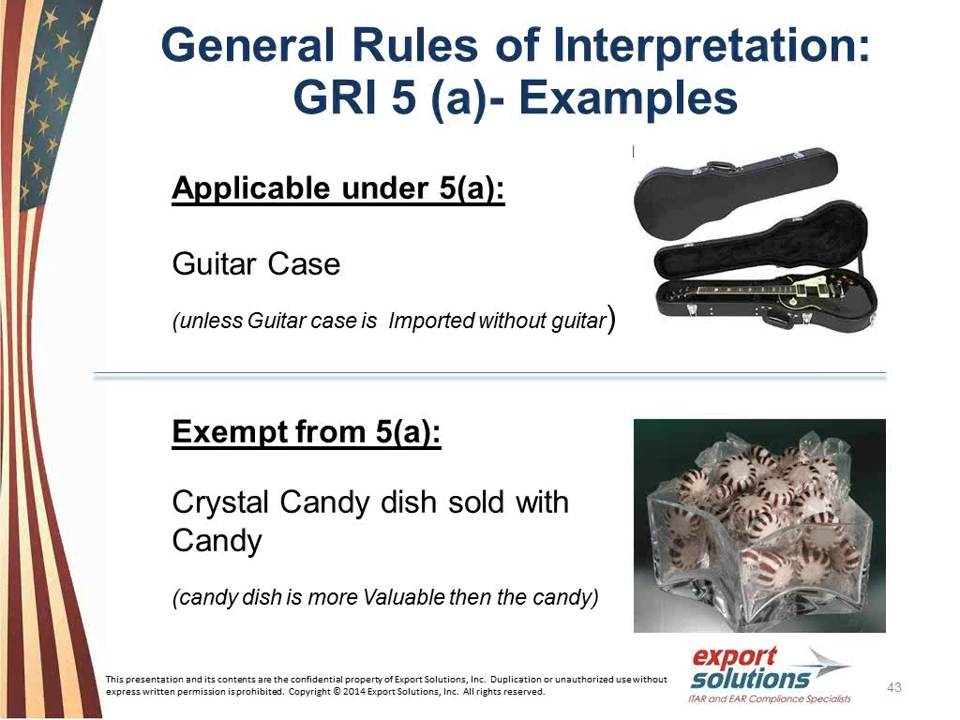 General Rules of Interpretation:
GRI 5 (a)- Examples
Applicable under 5(a):
Guitar Case
(unless Guitar case is Imported without guitar)
Exempt from 5(a):
Crystal Candy dish sold with
Candy
(candy dish is more Valuable then the candy)
This presentation and its contents are the confidential property of Export Solutions, Inc. Duplication or unauthorized use without
express written permission is prohibited. Copyright © 2014 Export Solutions, Inc. All rights reserved.
export
solutions
ITAR and EAR Compliance Specialists
43